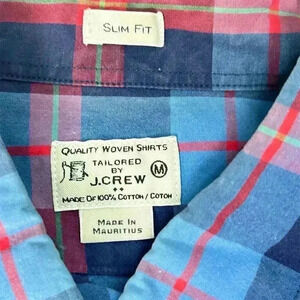 SLIM FIT
QUALITY WOVEN SHIRTS
TAILORED
BY
J.CREW
M
MADE OF 100% COTTON / COTON
MADE IN
MAURITIUS